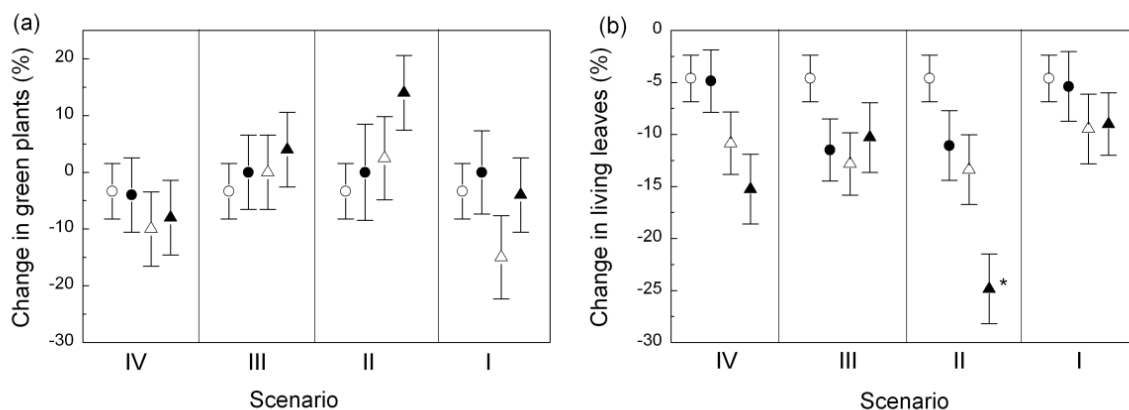 (a)
Change in green plants (%)
20
10
0
-10
-20
-30
IV III II I
Scenario
(b)
Change in living leaves (%)
0
-5
-10
-15
-20
-25
-30
*
IV III II I
Scenario